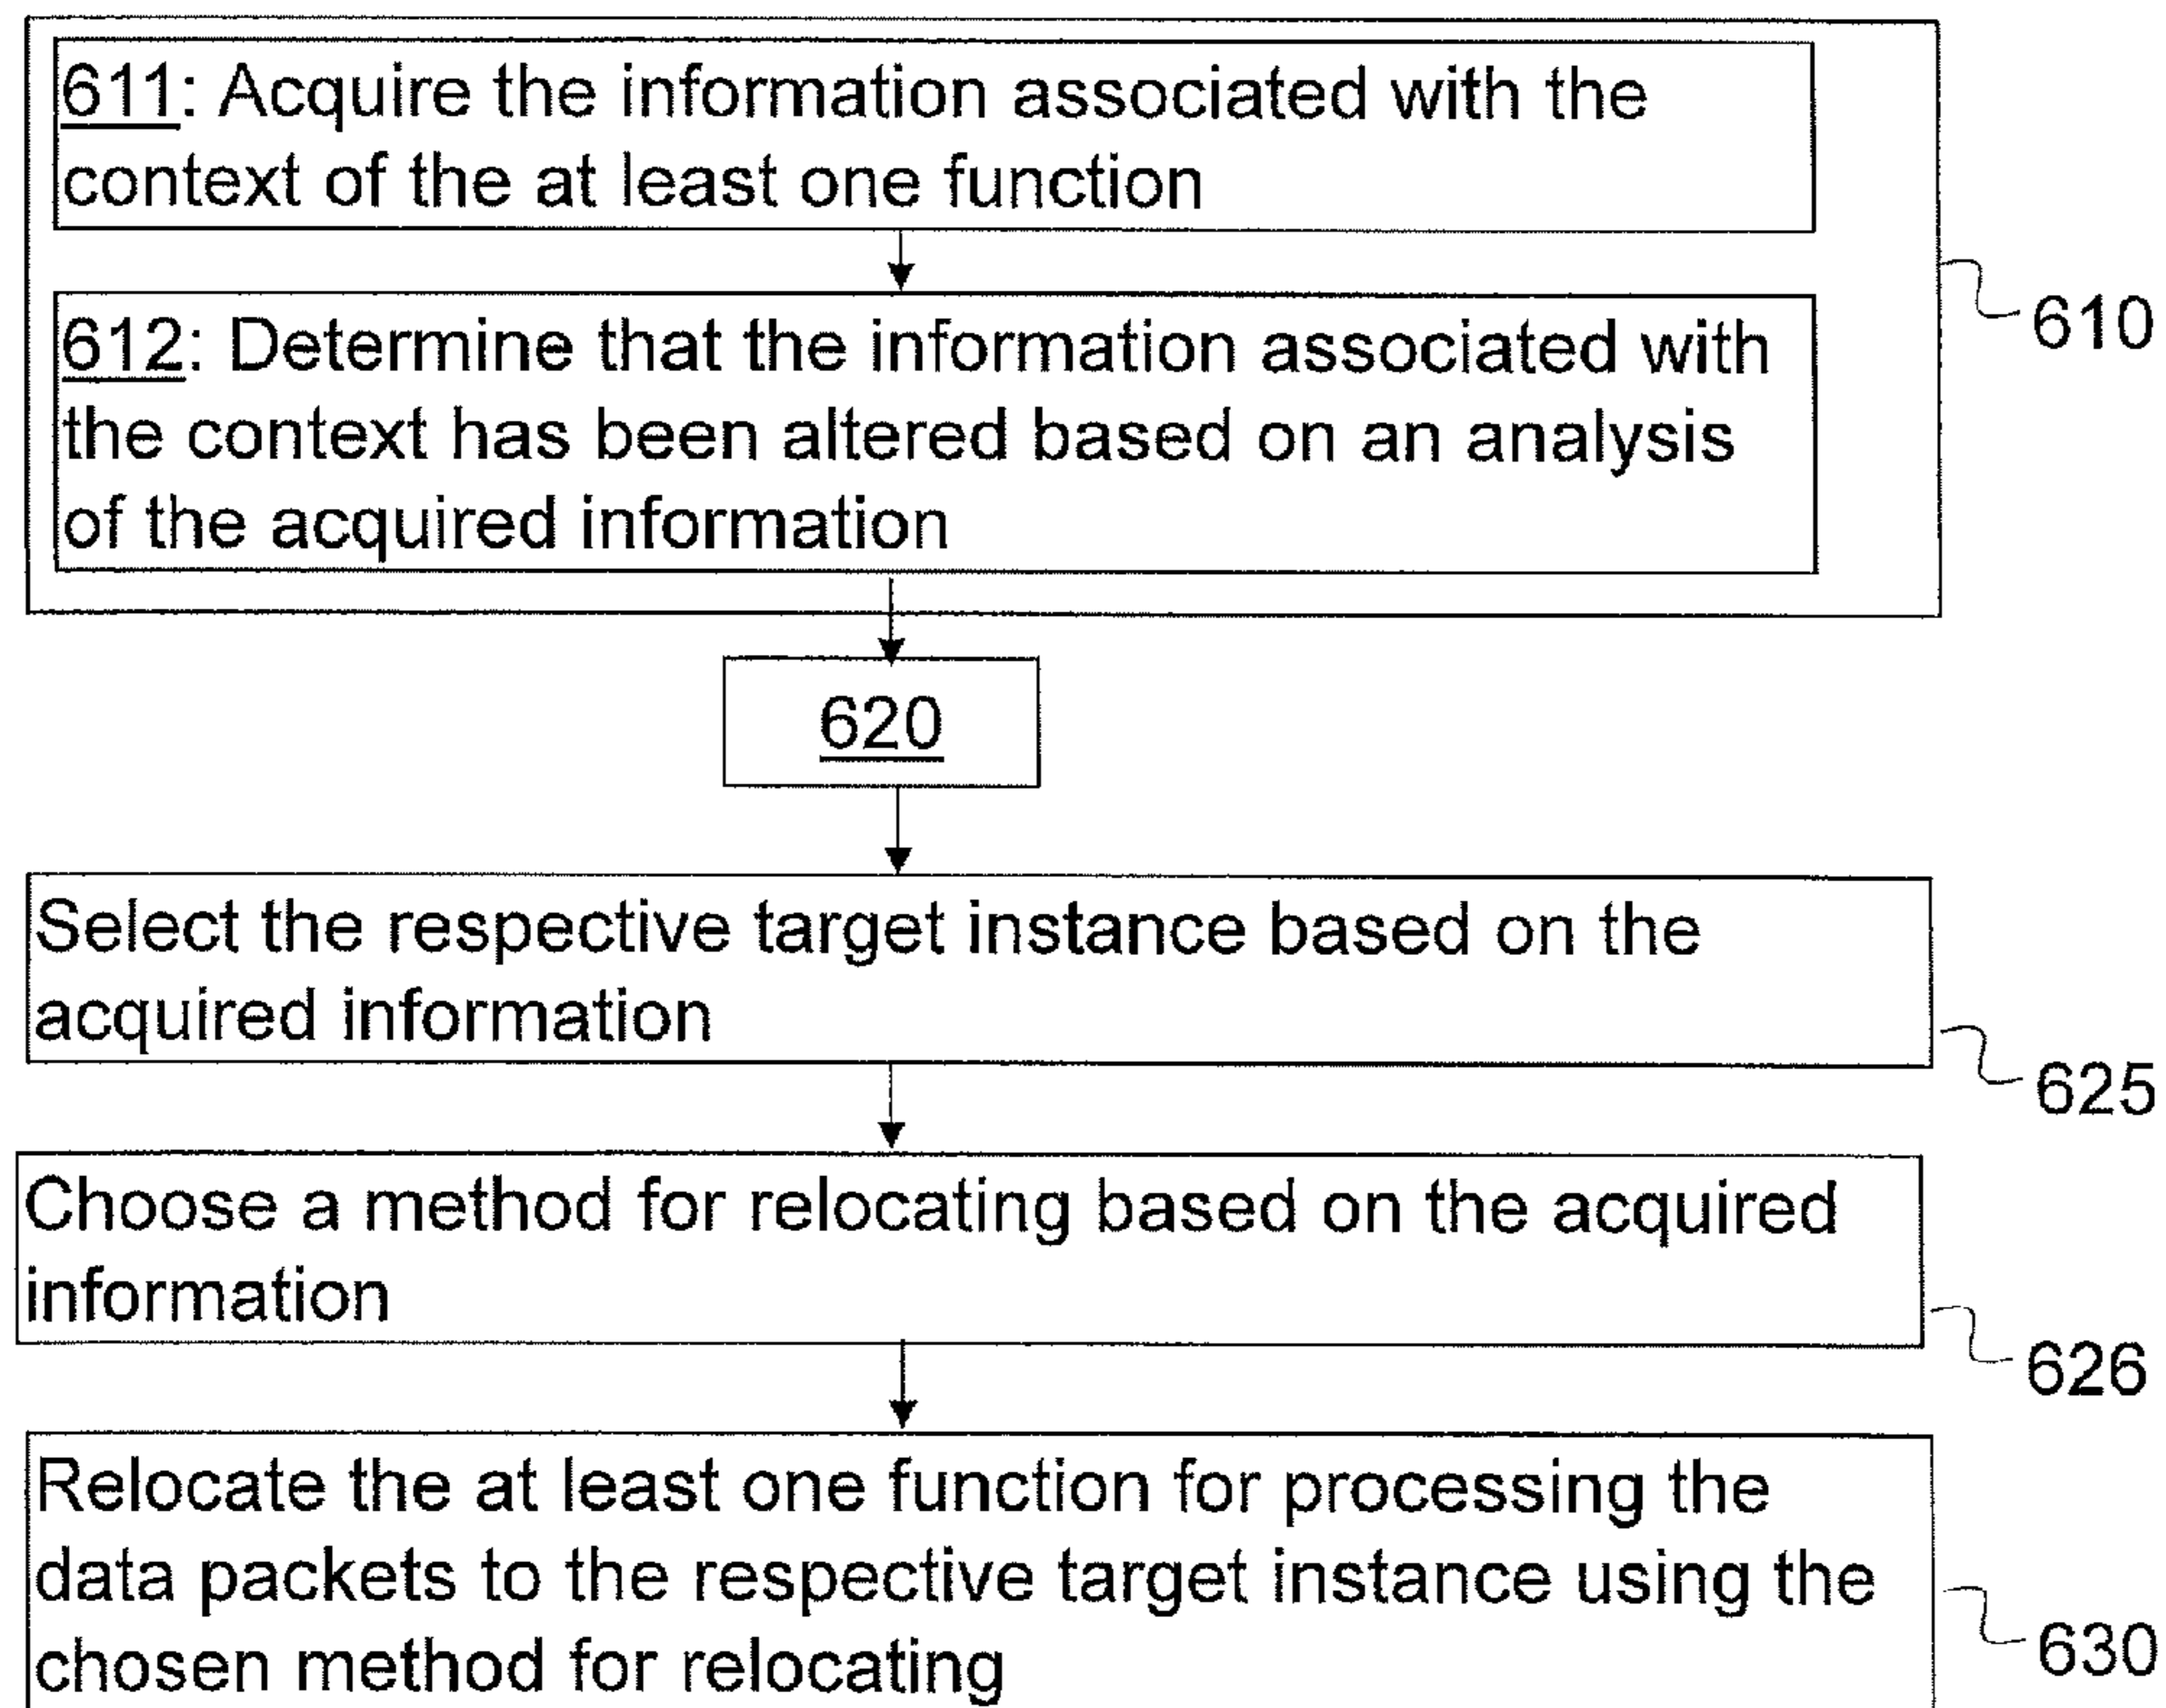 611: Acquire the information associated with the
context of the at least one function
612: Determine that the information associated with
the context has been altered based on an analysis
of the acquired information
610
620
Select the respective target instance based on the
acquired information
625
Choose a method for relocating based on the acquired
information
626
Relocate the at least one function for processing the
data packets to the respective target instance using the
chosen method for relocating
630